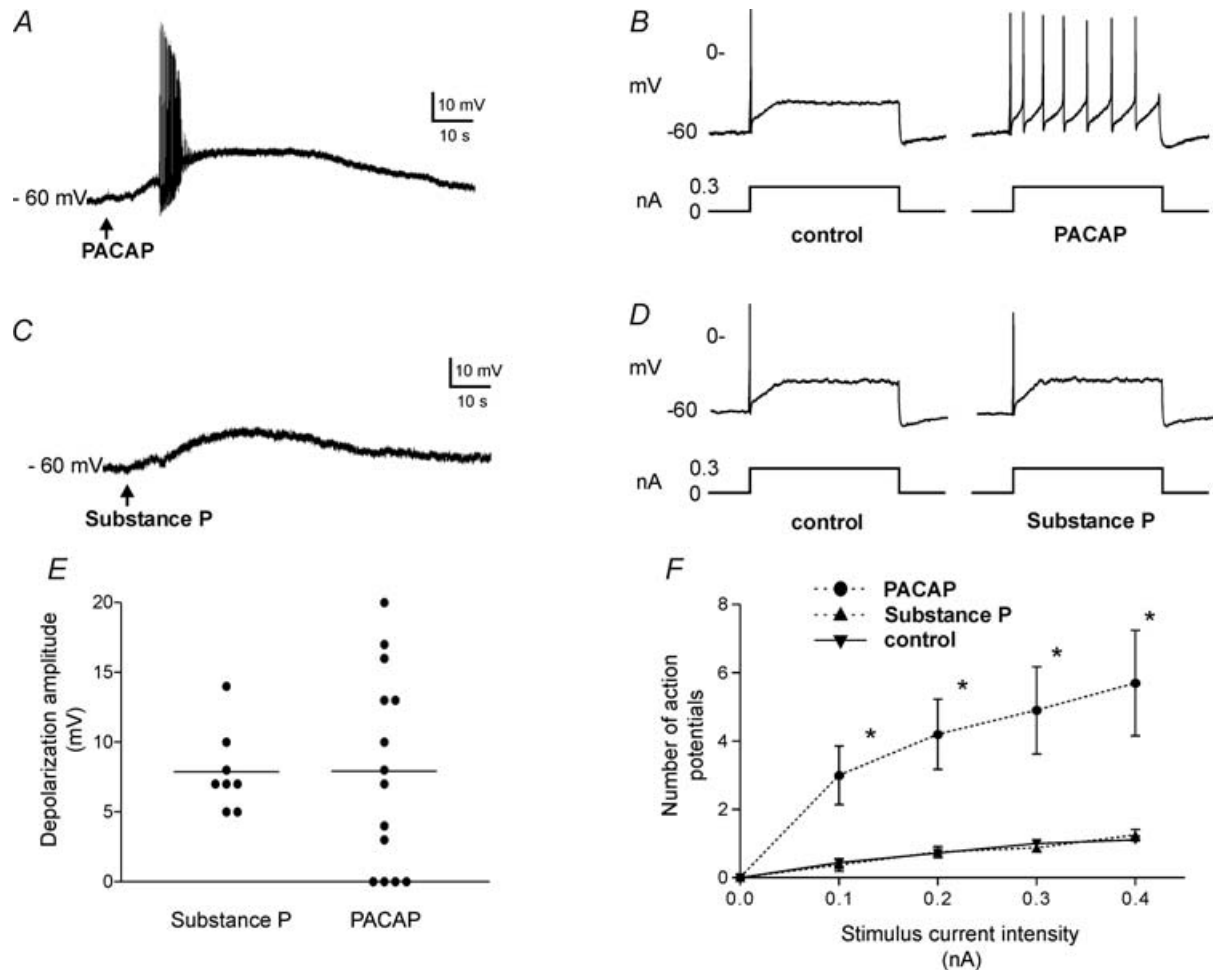 A
10 mV
10 s
- 60 mV
PACAP
B
0-
mV
-60
0.3
nA
0
control
PACAP
C
10 mV
10 s
- 60 mV
Substance P
D
0-
mV
-60
0.3
nA
0
control
Substance P
E
20
15
10
5
0
Depolarization amplitude
(mV)
Substance P
PACAP
F
PACAP
Substance P
control
8
6
4
2
0
Number of action
potentials
* * * *
0.0 0.1 0.2 0.3 0.4
Stimulus current intensity
(nA)